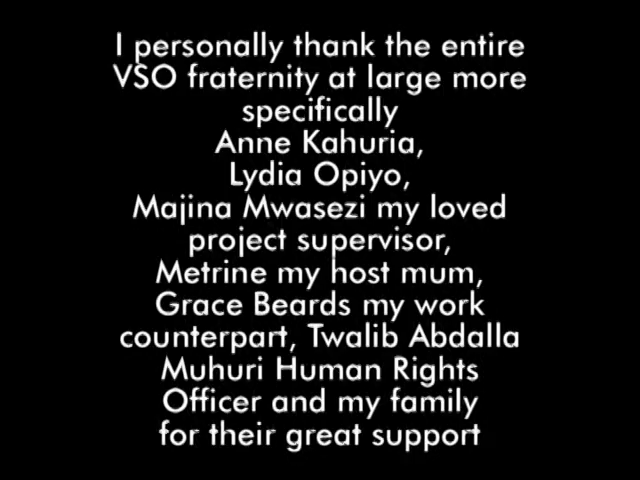 I personally thank the entire
VSO fraternity at large more
specifically
Anne Kahuria,
Lydia Opiyo,
Majina Mwasezi my loved
project supervisor,
Metrine my host mum,
Grace Beards my work
counterpart, Twalib Abdalla
Muhuri Human Rights
Officer and my family
for their great support